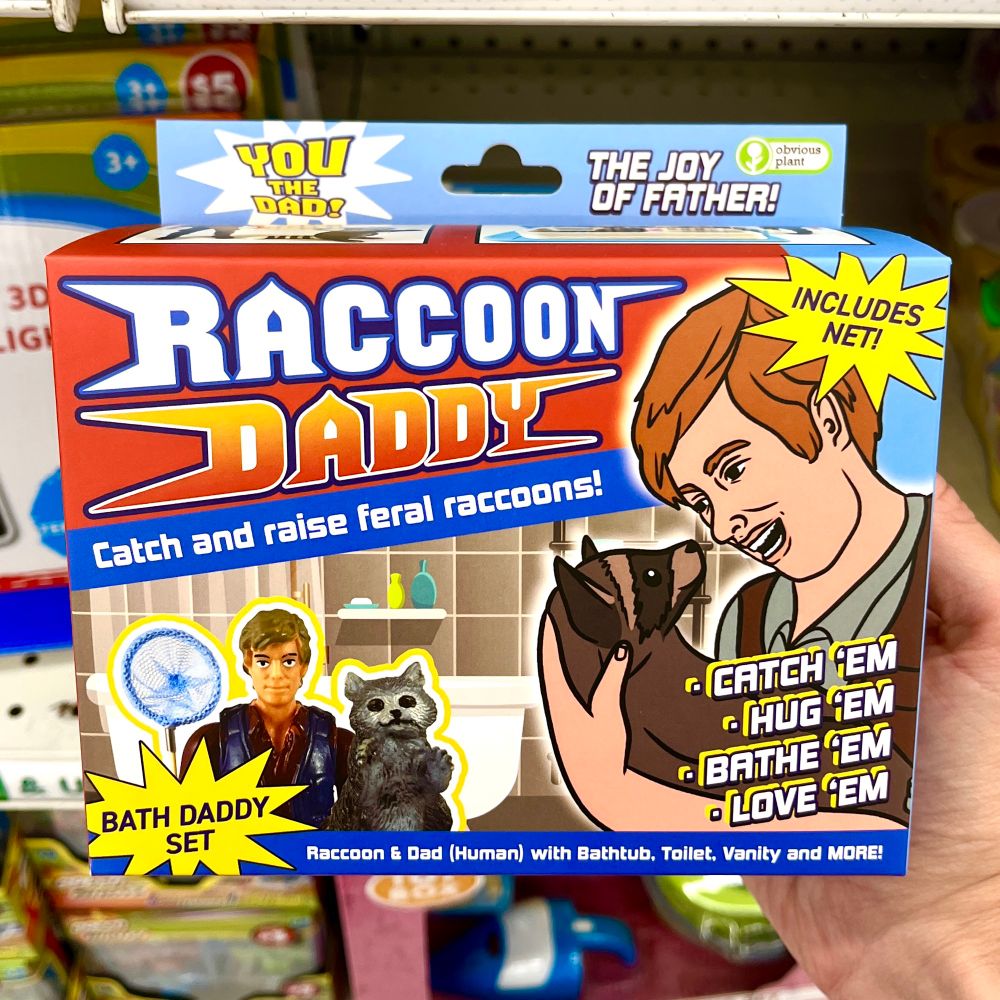 3+
$5
3+
3D
YOU
THE
DAD!
THE JOY
OF FATHER!
obvious
plant
RACCOON
DADDY
INCLUDES
NET!
Catch and raise feral raccoons!
· CATCH 'EM
· HUG 'EM
· BATHE 'EM
· LOVE 'EM
BATH DADDY
SET
Raccoon & Dad (Human) with Bathtub, Toilet, Vanity and MORE!